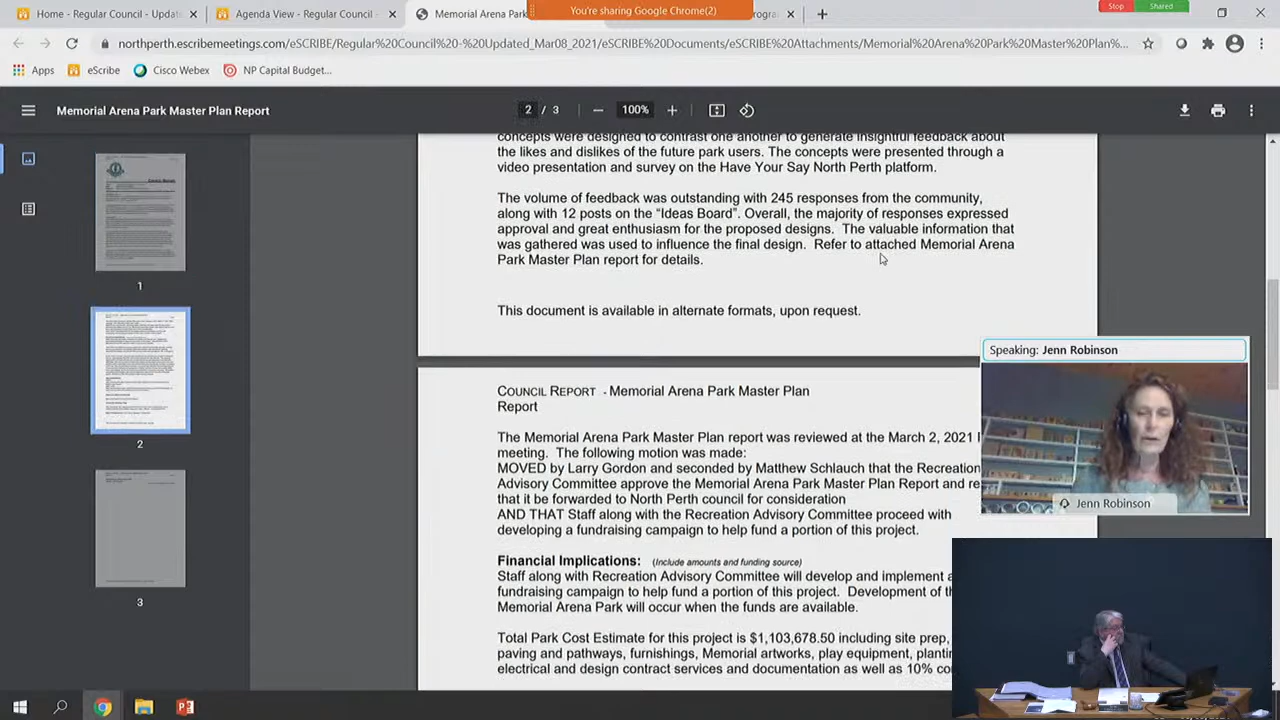 Home - Regular Council - Updat
Agenda View - Regular Council -
Memorial Arena Park
You're sharing Google Chrome(2)
Stop
Shared
northperth.escribemeetings.com/eSCRIBE/Regular%20Council%20-%20Updated_Mar08_2021/eSCRIBE%20Documents/eSCRIBE%20Attachments/Memorial%20Arena%20Park%20Master%20Plan%...
Apps
eScribe
Cisco Webex
NP Capital Budget...
Memorial Arena Park Master Plan Report
2 / 3
100%
concepts were designed to contrast one another to generate insightful feedback about
the likes and dislikes of the future park users. The concepts were presented through a
video presentation and survey on the Have Your Say North Perth platform.
The volume of feedback was outstanding with 245 responses from the community,
along with 12 posts on the "Ideas Board". Overall, the majority of responses expressed
approval and great enthusiasm for the proposed designs. The valuable information that
was gathered was used to influence the final design. Refer to attached Memorial Arena
Park Master Plan report for details.
This document is available in alternate formats, upon request.
1
2
3
COUNCIL REPORT - Memorial Arena Park Master Plan
Report
The Memorial Arena Park Master Plan report was reviewed at the March 2, 2021
meeting. The following motion was made:
MOVED by Larry Gordon and seconded by Matthew Schlauch that the Recreation
Advisory Committee approve the Memorial Arena Park Master Plan Report and re
that it be forwarded to North Perth council for consideration
AND THAT Staff along with the Recreation Advisory Committee proceed with
developing a fundraising campaign to help fund a portion of this project.
Financial Implications: (Include amounts and funding source)
Staff along with Recreation Advisory Committee will develop and implement a
fundraising campaign to help fund a portion of this project. Development of th
Memorial Arena Park will occur when the funds are available.
Total Park Cost Estimate for this project is $1,103,678.50 including site prep,
paving and pathways, furnishings, Memorial artworks, play equipment, plantin
electrical and design contract services and documentation as well as 10% co
Speaking: Jenn Robinson
Jenn Robinson